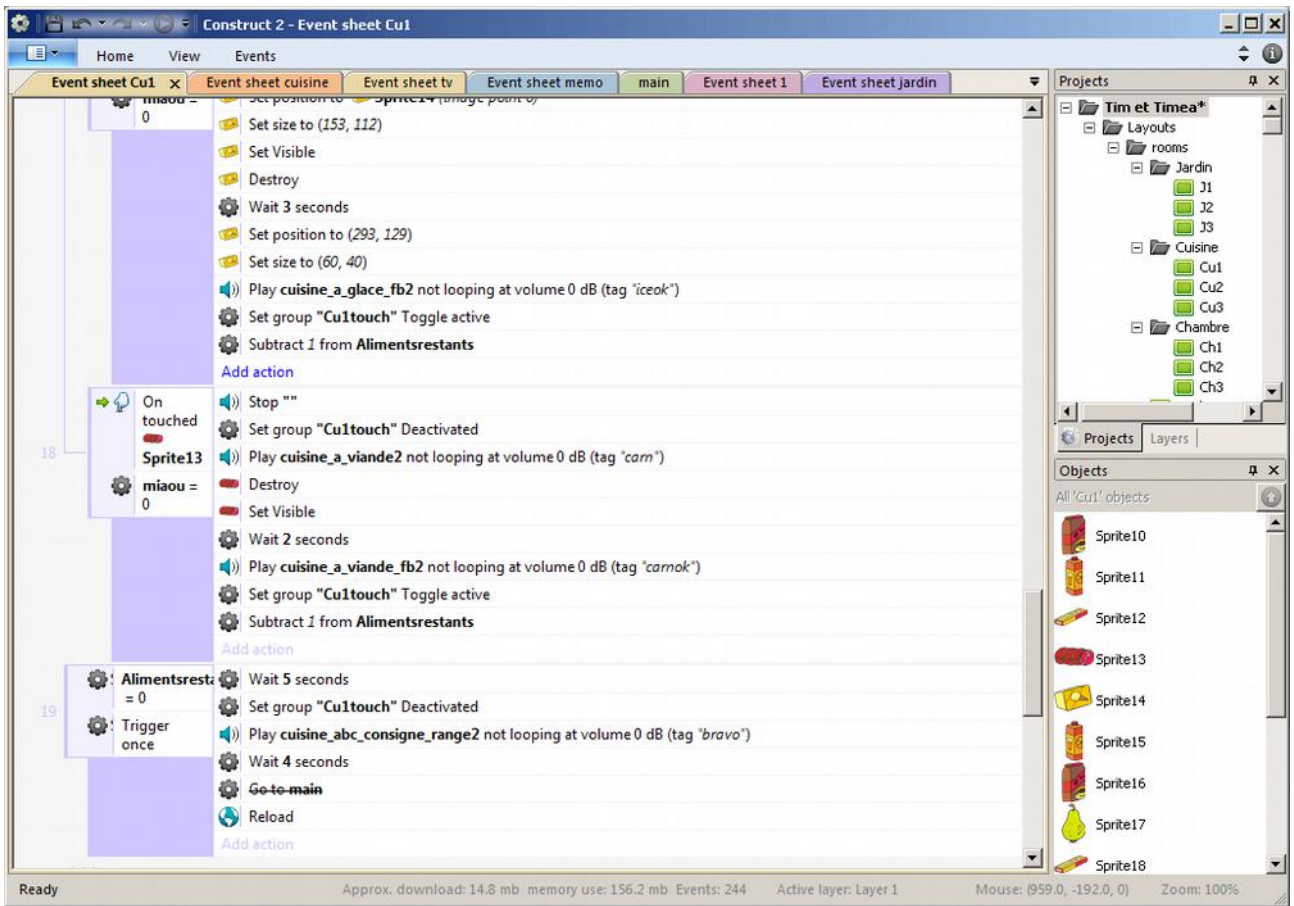 Construct 2 - Event sheet Cu1
Home View Events
Event sheet Cu1 x Event sheet cuisine Event sheet tv Event sheet memo main Event sheet 1 Event sheet jardin
miaou =
0
Set position to Sprite14 (image point 0)
Set size to (153, 112)
Set Visible
Destroy
Wait 3 seconds
Set position to (293, 129)
Set size to (60, 40)
Play cuisine_a_glace_fb2 not looping at volume 0 dB (tag "iceok")
Set group "Cu1touch" Toggle active
Subtract 1 from Alimentsrestants
Add action
18
On
touched
Sprite13
miaou =
0
Stop ""
Set group "Cu1touch" Deactivated
Play cuisine_a_viande2 not looping at volume 0 dB (tag "carn")
Destroy
Set Visible
Wait 2 seconds
Play cuisine_a_viande_fb2 not looping at volume 0 dB (tag "carnok")
Set group "Cu1touch" Toggle active
Subtract 1 from Alimentsrestants
Add action
19
Alimentsresta
= 0
Trigger
once
Wait 5 seconds
Set group "Cu1touch" Deactivated
Play cuisine_abc_consigne_range2 not looping at volume 0 dB (tag "bravo")
Wait 4 seconds
Go to main
Reload
Add action
Projects
Tim et Timea*
Layouts
rooms
Jardin
J1
J2
J3
Cuisine
Cu1
Cu2
Cu3
Chambre
Ch1
Ch2
Ch3
Projects Layers
Objects
All 'Cu1' objects
Sprite10
Sprite11
Sprite12
Sprite13
Sprite14
Sprite15
Sprite16
Sprite17
Sprite18
Ready Approx. download: 14.8 mb memory use: 156.2 mb Events: 244 Active layer: Layer 1 Mouse: (959.0, -192.0, 0) Zoom: 100%